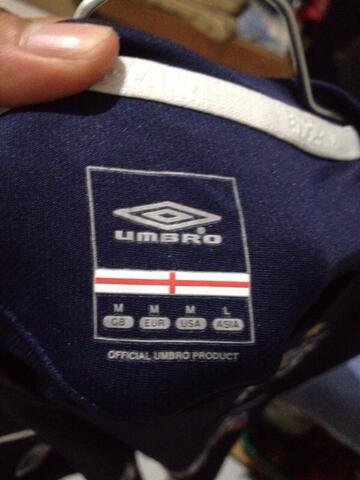 umbro®
M M M L
GB EUR USA ASIA
OFFICIAL UMBRO PRODUCT